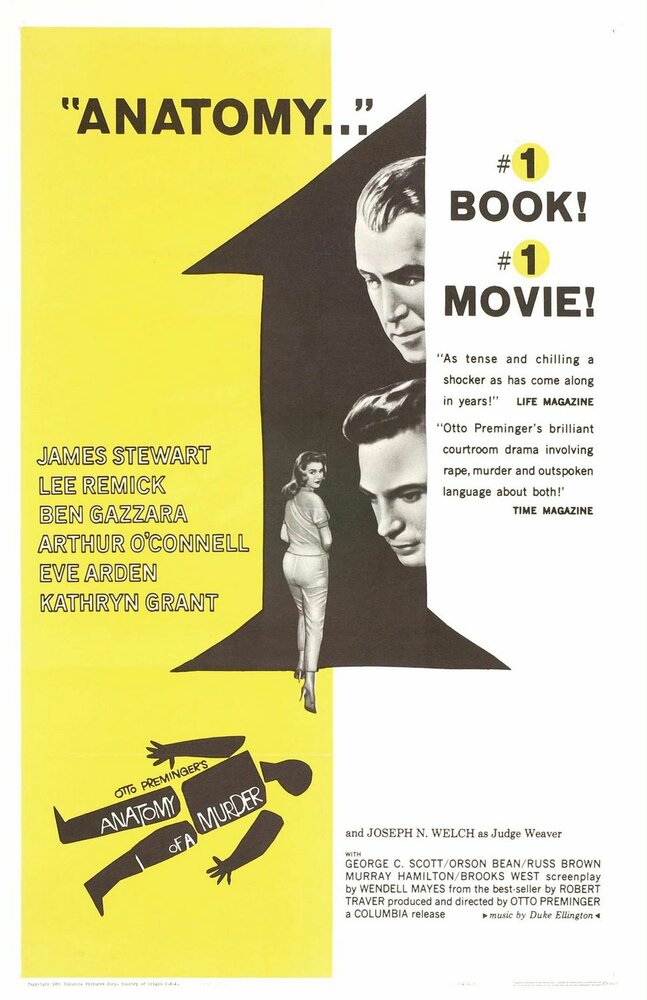 “ANATOMY...”
#1
BOOK!
#1
MOVIE!
"As tense and chilling a
shocker as has come along
in years!" LIFE MAGAZINE
"Otto Preminger's brilliant
courtroom drama involving
rape, murder and outspoken
language about both!'
TIME MAGAZINE
JAMES STEWART
LEE REMICK
BEN GAZZARA
ARTHUR O'CONNELL
EVE ARDEN
KATHRYN GRANT
OTTO PREMINGER'S
ANATOMY
OF A MURDER
and JOSEPH N. WELCH as Judge Weaver
WITH
GEORGE C. SCOTT/ORSON BEAN/RUSS BROWN
MURRAY HAMILTON/BROOKS WEST screenplay
by WENDELL MAYES from the best-seller by ROBERT
TRAVER produced and directed by OTTO PREMINGER
a COLUMBIA release music by Duke Ellington